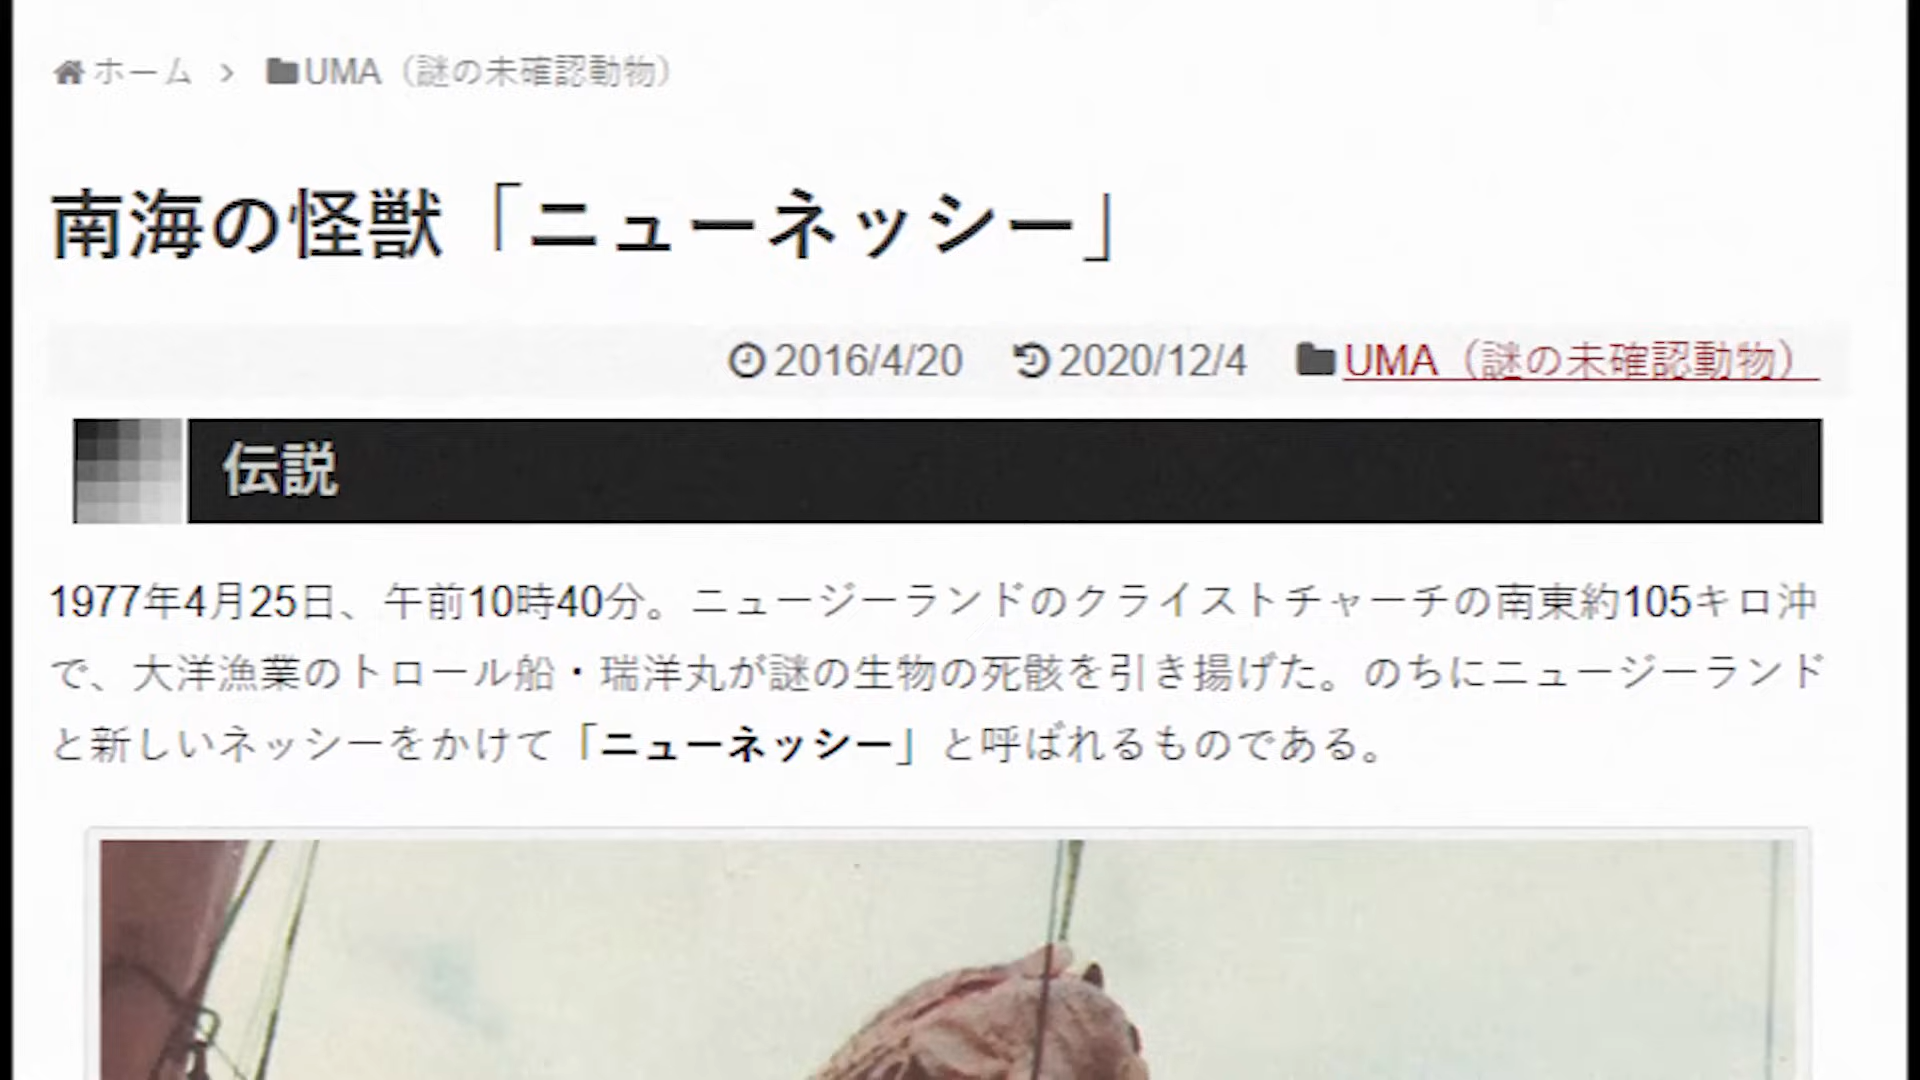 ホーム > UMA（謎の未確認動物）
南海の怪獣「ニューネッシー」
2016/4/20 2020/12/4 UMA（謎の未確認動物）
伝説
1977年4月25日、午前10時40分。ニュージーランドのクライストチャーチの南東約105キロ沖
で、大洋漁業のトロール船・瑞洋丸が謎の生物の死骸を引き揚げた。のちにニュージーランド
と新しいネッシーをかけて「ニューネッシー」と呼ばれるものである。